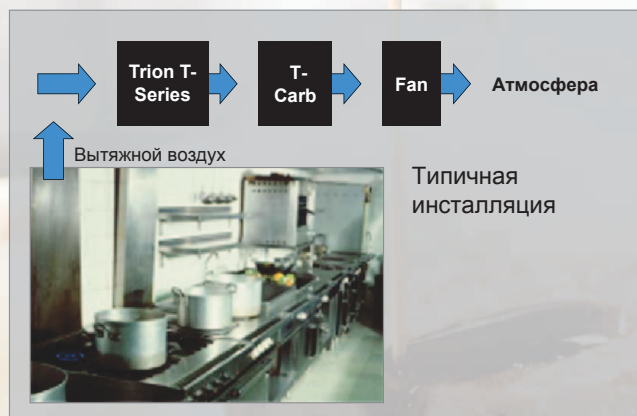 Trion T-
Series
T-
Carb
Fan
Атмосфера
Вытяжной воздух
Типичная
инсталляция